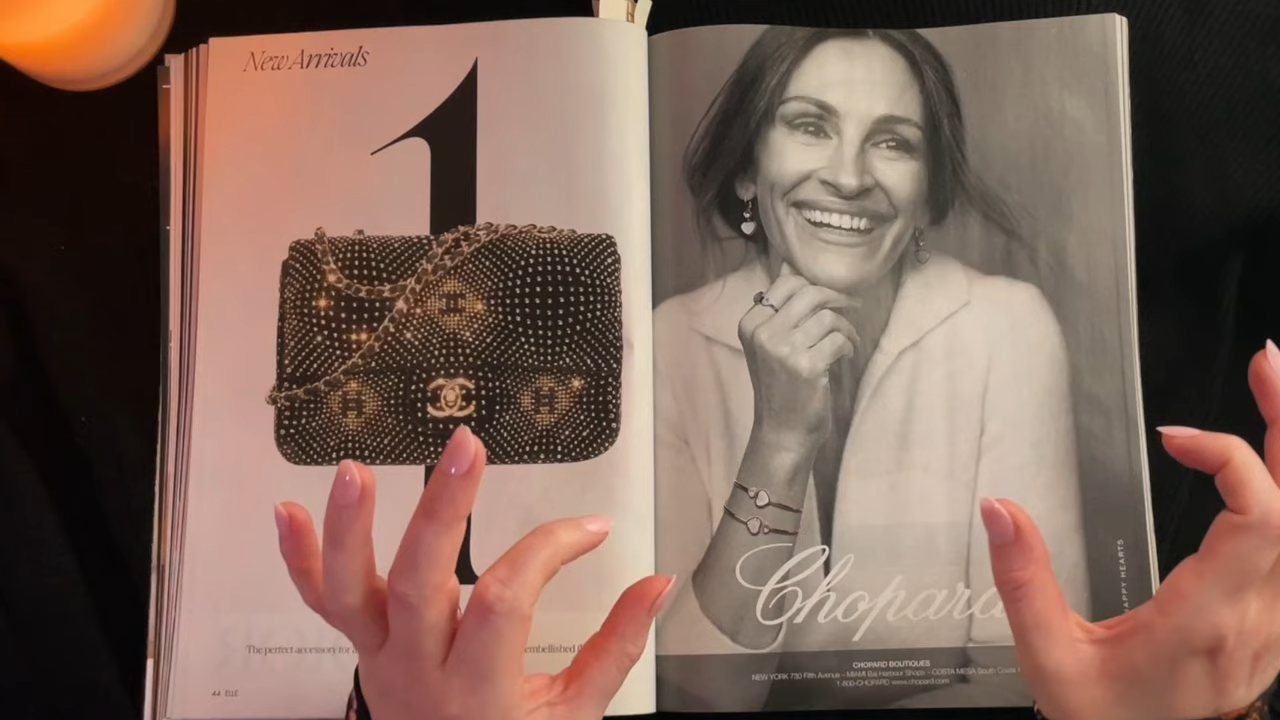 New Arrivals
1
The perfect accessory for
embellished
44 ELLE
Chopard
HAPPY HEARTS
CHOPARD BOUTIQUES
NEW YORK 730 Fifth Avenue – MIAMI Bal Harbour Shops – COSTA MESA South Coast
1-800-CHOPARD www.chopard.com